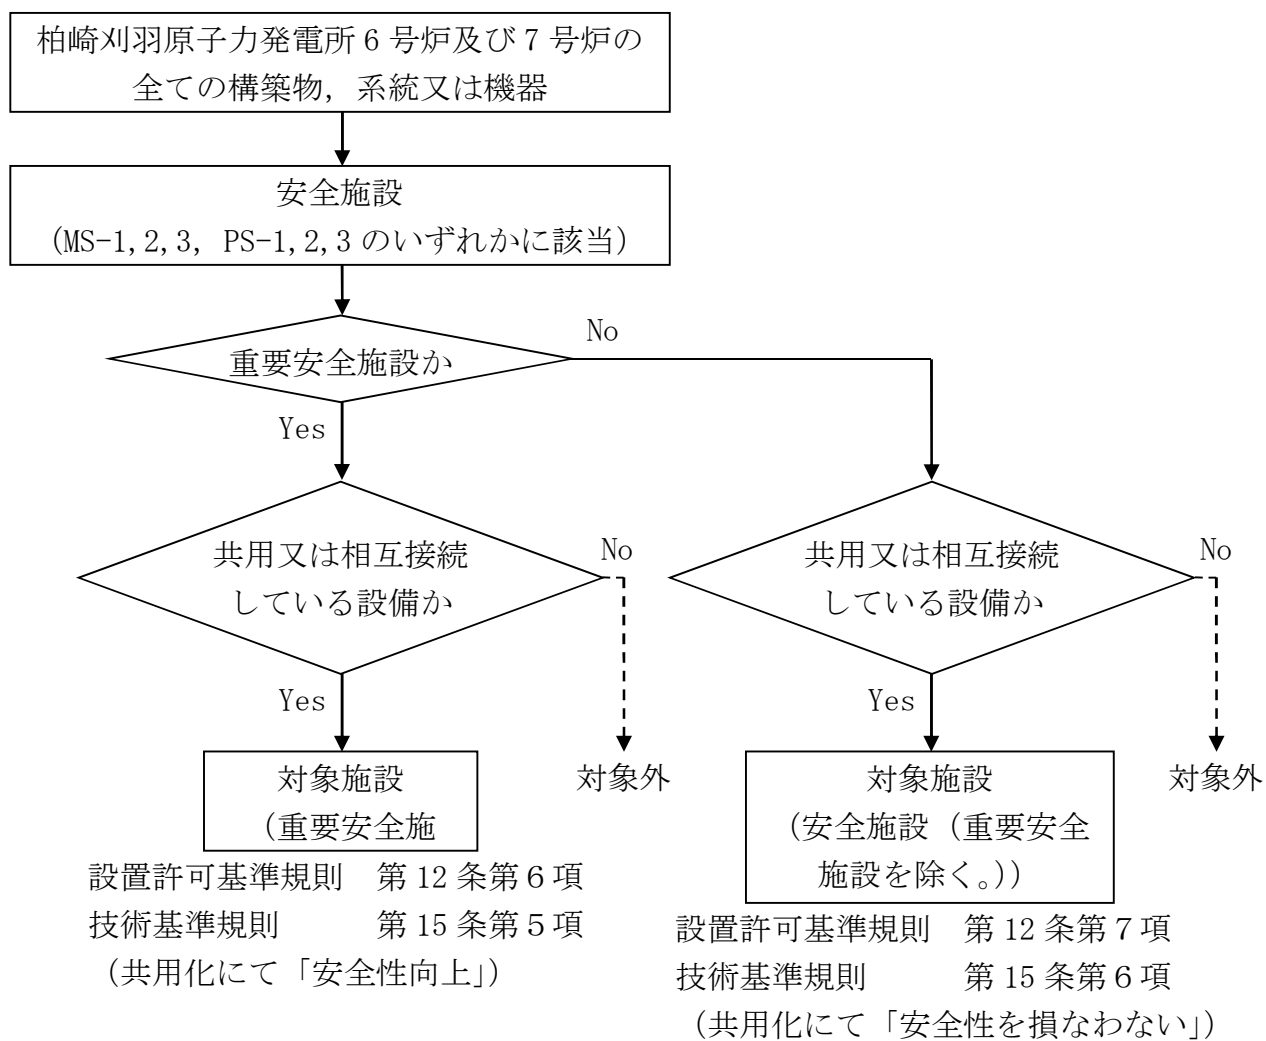 柏崎刈羽原子力発電所６号炉及び７号炉の
全ての構築物，系統又は機器
安全施設
（MS-1,2,3，PS-1,2,3のいずれかに該当）
重要安全施設か
No
Yes
共用又は相互接続
している設備か
No
共用又は相互接続
している設備か
No
Yes
Yes
対象施設
（重要安全施
対象外
対象施設
（安全施設（重要安全
施設を除く。））
対象外
設置許可基準規則　第12条第６項
技術基準規則　　　第15条第５項
（共用化にて「安全性向上」）
設置許可基準規則　第12条第７項
技術基準規則　　　第15条第６項
（共用化にて「安全性を損なわない」）